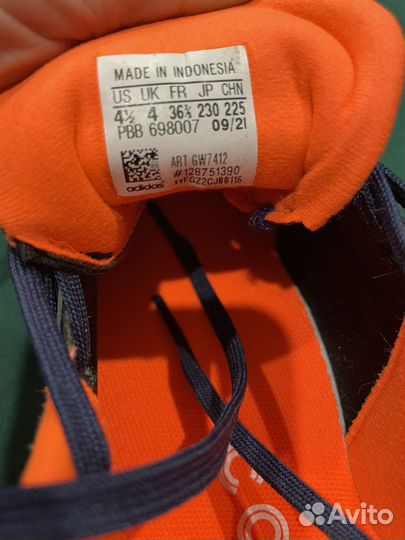 MADE IN INDONESIA
US UK FR JP CHN
4½ 4 36⅔ 230 225
PBB 698007 09/21
ART GW7412
#128751390
adidas
CO
Avito